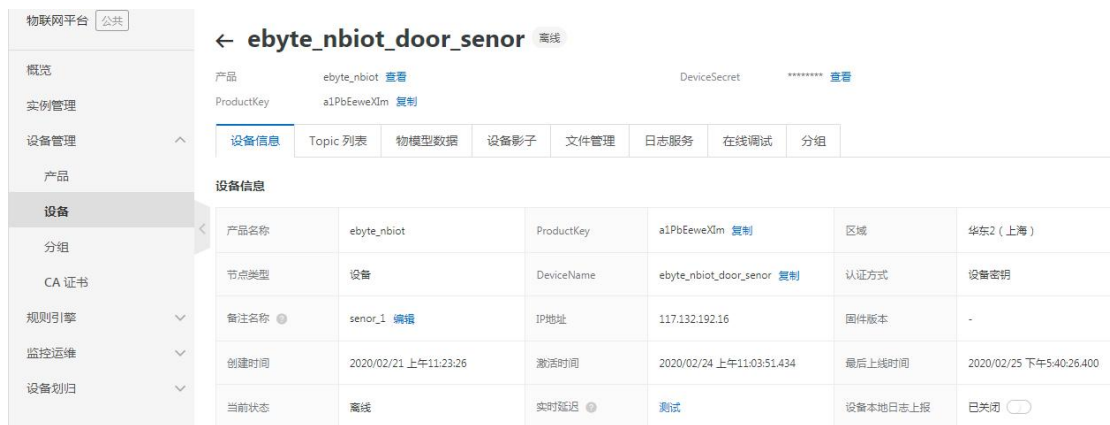 物联网平台 公共
概览
实例管理
设备管理
产品
设备
分组
CA 证书
规则引擎
监控运维
设备划归
← ebyte_nbiot_door_senor 离线
产品 ebyte_nbiot 查看 DeviceSecret ******** 查看
ProductKey a1PbEeweXIm 复制
设备信息 Topic 列表 物模型数据 设备影子 文件管理 日志服务 在线调试 分组
设备信息
产品名称 ebyte_nbiot ProductKey a1PbEeweXIm 复制 区域 华东2（上海）
节点类型 设备 DeviceName ebyte_nbiot_door_senor 复制 认证方式 设备密钥
备注名称 senor_1 编辑 IP地址 117.132.192.16 固件版本 -
创建时间 2020/02/21 上午11:23:26 激活时间 2020/02/24 上午11:03:51.434 最后上线时间 2020/02/25 下午5:40:26.400
当前状态 离线 实时延迟 测试 设备本地日志上报 已关闭